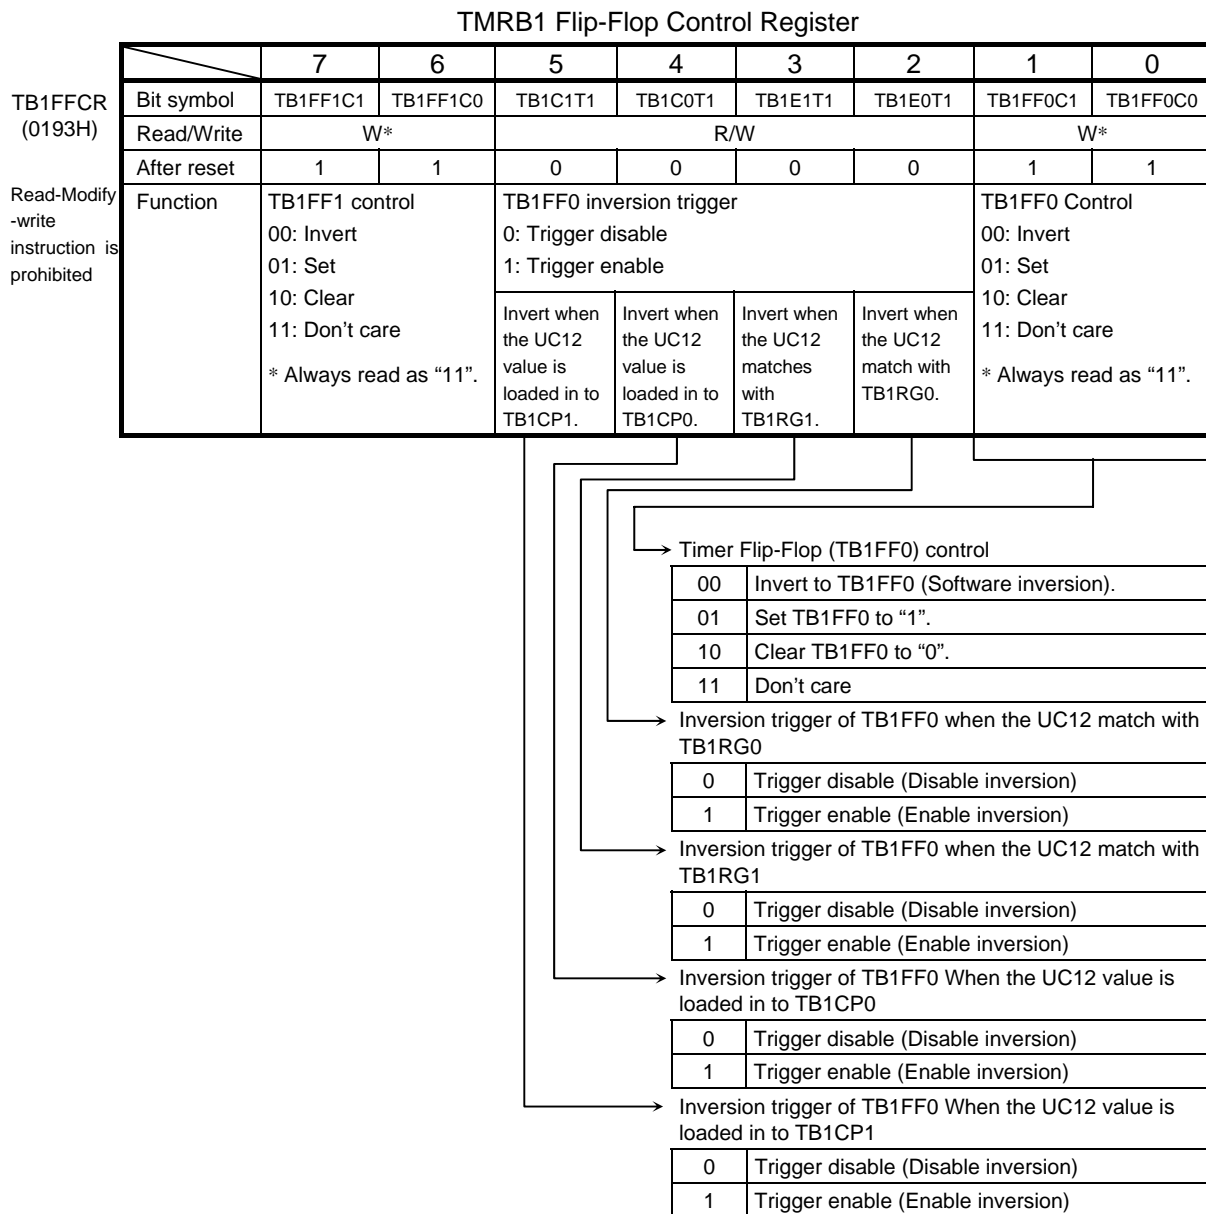 TMRB1 Flip-Flop Control Register
7 6 5 4 3 2 1 0
TB1FFCR
(0193H)
Bit symbol TB1FF1C1 TB1FF1C0 TB1C1T1 TB1C0T1 TB1E1T1 TB1E0T1 TB1FF0C1 TB1FF0C0
Read/Write W* R/W W*
After reset 1 1 0 0 0 0 1 1
Read-Modify
-write
instruction is
prohibited
Function
TB1FF1 control
00: Invert
01: Set
10: Clear
11: Don't care
* Always read as “11”.
TB1FF0 inversion trigger
0: Trigger disable
1: Trigger enable
Invert when
the UC12
value is
loaded in to
TB1CP1.
Invert when
the UC12
value is
loaded in to
TB1CP0.
Invert when
the UC12
matches
with
TB1RG1.
Invert when
the UC12
match with
TB1RG0.
TB1FF0 Control
00: Invert
01: Set
10: Clear
11: Don't care
* Always read as “11”.
Timer Flip-Flop (TB1FF0) control
00 Invert to TB1FF0 (Software inversion).
01 Set TB1FF0 to “1”.
10 Clear TB1FF0 to “0”.
11 Don't care
Inversion trigger of TB1FF0 when the UC12 match with
TB1RG0
0 Trigger disable (Disable inversion)
1 Trigger enable (Enable inversion)
Inversion trigger of TB1FF0 when the UC12 match with
TB1RG1
0 Trigger disable (Disable inversion)
1 Trigger enable (Enable inversion)
Inversion trigger of TB1FF0 When the UC12 value is
loaded in to TB1CP0
0 Trigger disable (Disable inversion)
1 Trigger enable (Enable inversion)
Inversion trigger of TB1FF0 When the UC12 value is
loaded in to TB1CP1
0 Trigger disable (Disable inversion)
1 Trigger enable (Enable inversion)